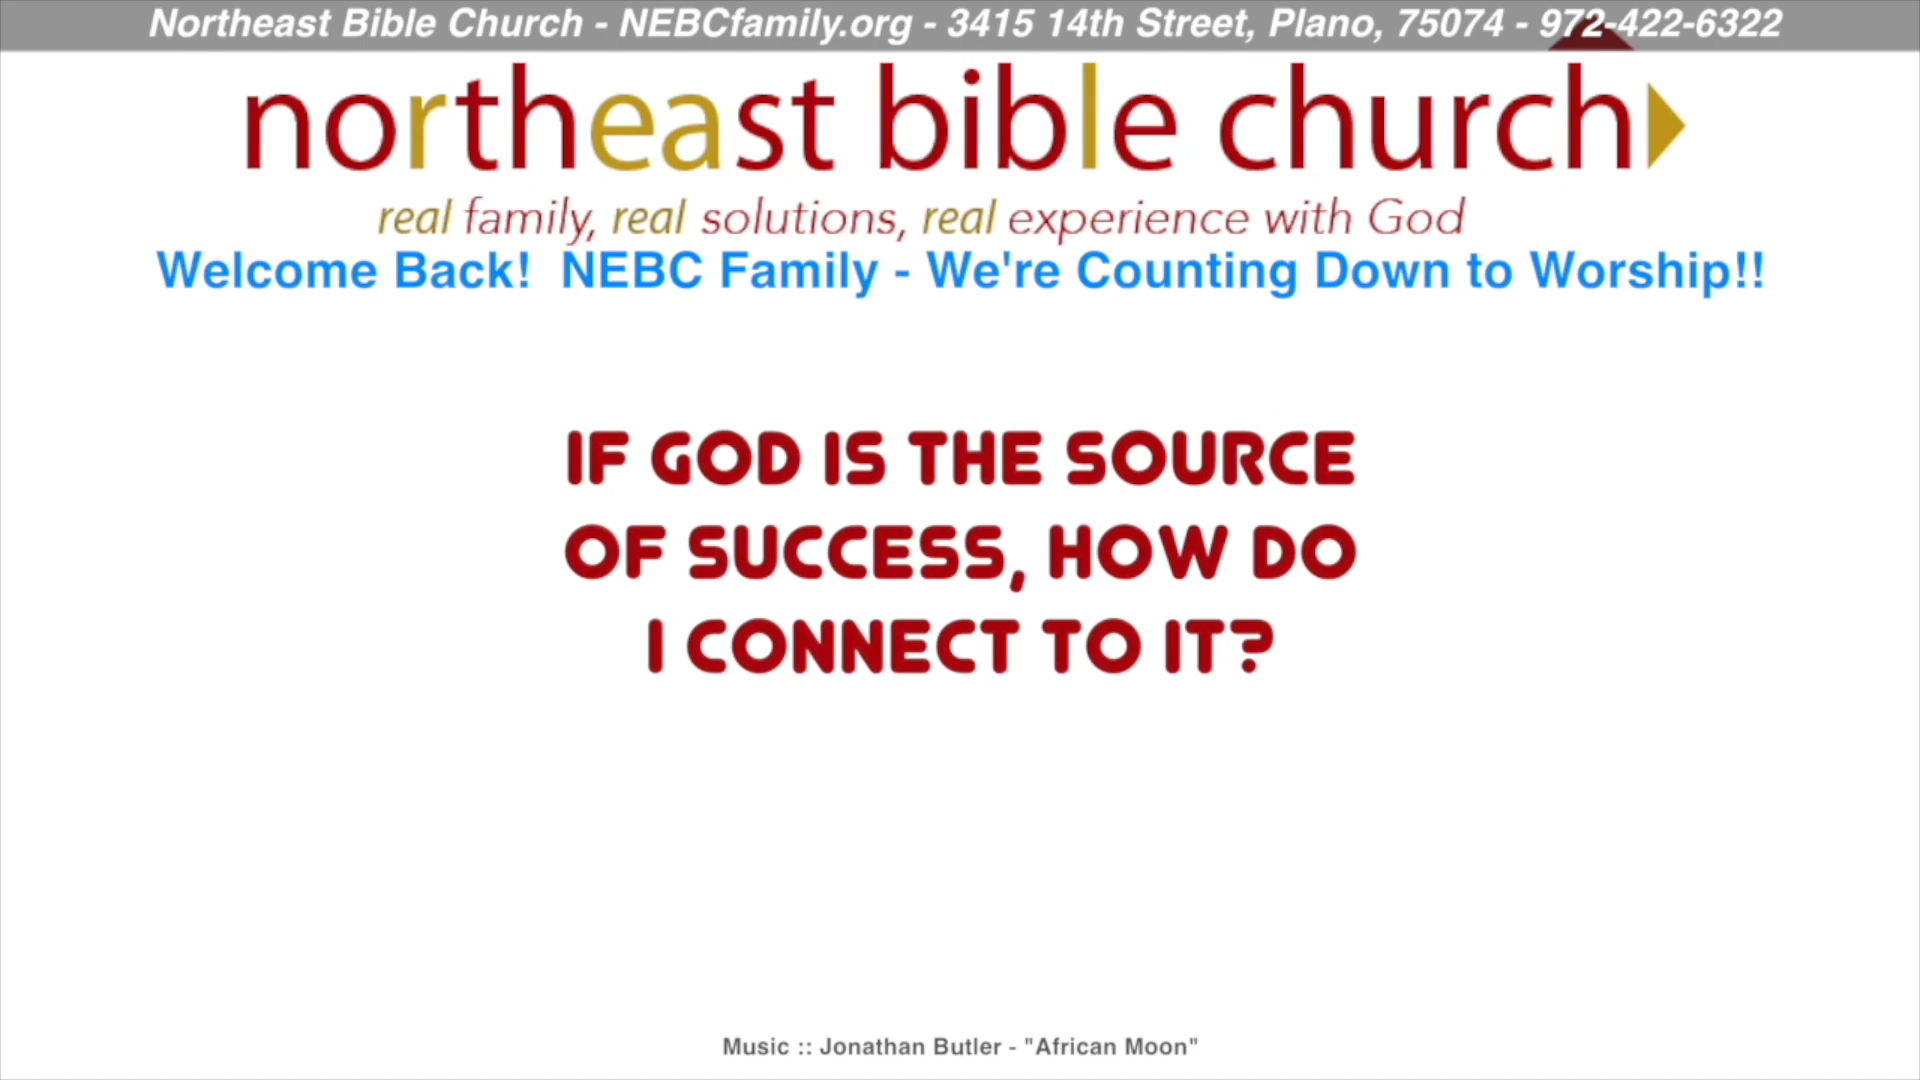 Northeast Bible Church - NEBCfamily.org - 3415 14th Street, Plano, 75074 - 972-422-6322
northeast bible church
real family, real solutions, real experience with God
Welcome Back!  NEBC Family - We're Counting Down to Worship!!
IF GOD IS THE SOURCE
OF SUCCESS, HOW DO
I CONNECT TO IT?
Music :: Jonathan Butler - "African Moon"